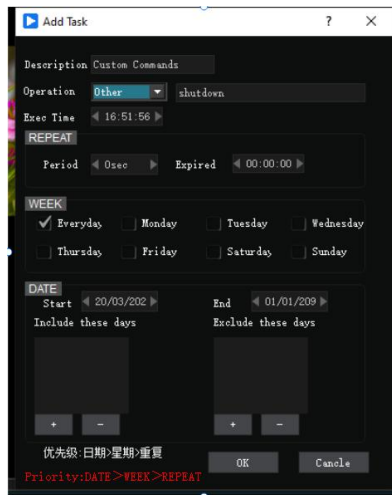 Add Task ? ×
Description Custom Commands
Operation Other shutdown
Exec Time 16:51:56
REPEAT
Period 0sec Expired 00:00:00
WEEK
Everyday Monday Tuesday Wednesday
Thursday Friday Saturday Sunday
DATE
Start 20/03/202 End 01/01/209
Include these days Exclude these days
+ − + −
优先级:日期>星期>重复
OK Cancle
Priority:DATE>WEEK>REPEAT